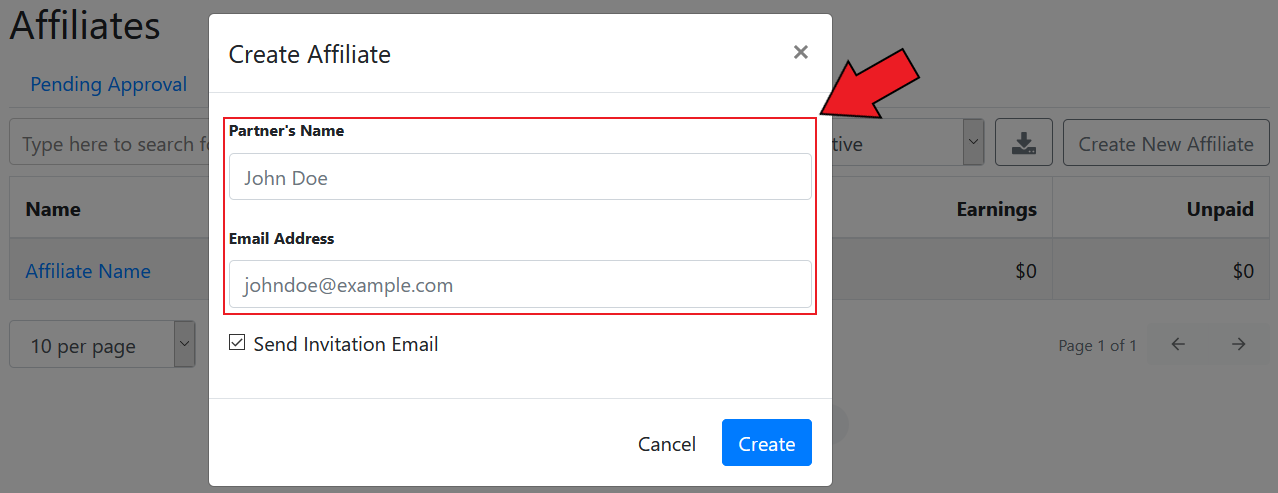 Affiliates
Create Affiliate
×
Pending Approval
Partner's Name
Type here to search
Create New Affiliate
John Doe
Name
Earnings
Unpaid
Email Address
Affiliate Name
$0
$0
johndoe@example.com
10 per page
Send Invitation Email
Page 1 of 1
Cancel
Create